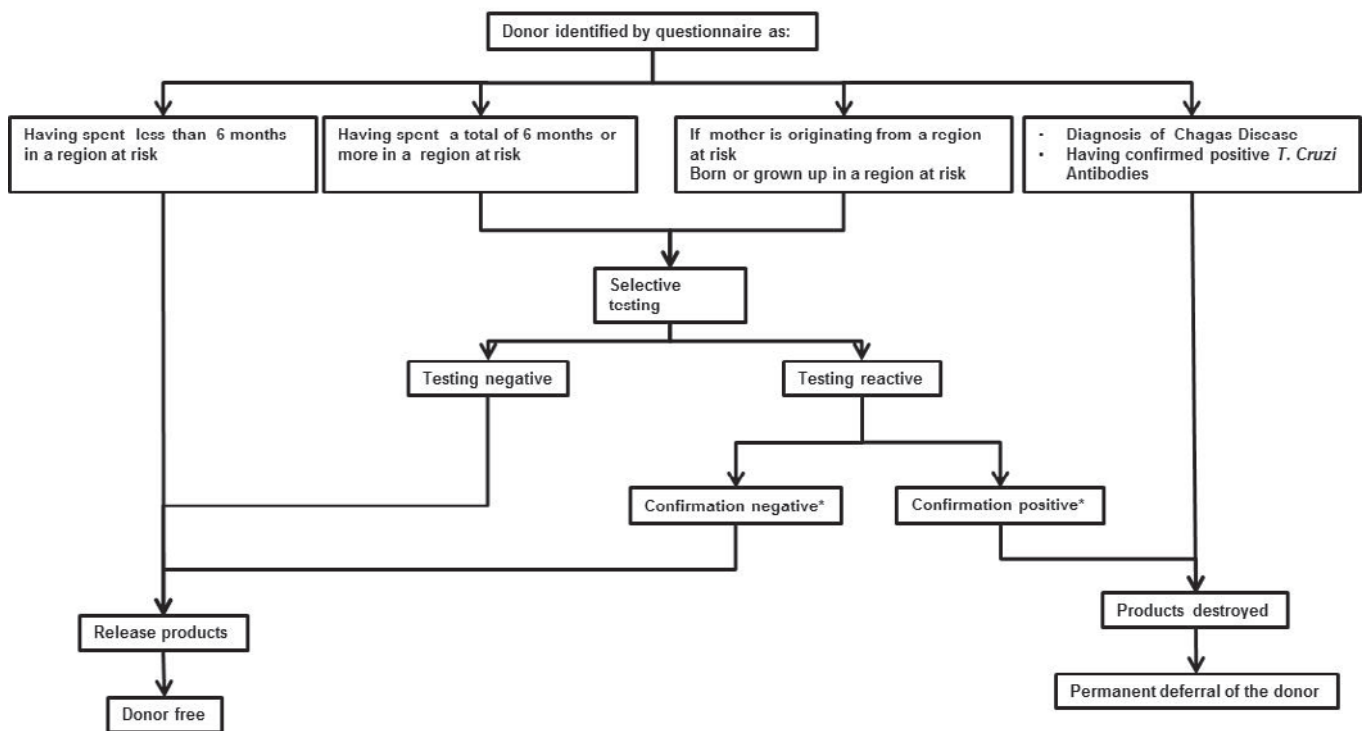 Donor identified by questionnaire as:
Having spent less than 6 months
in a region at risk
Having spent a total of 6 months or
more in a region at risk
If mother is originating from a region
at risk
Born or grown up in a region at risk
• Diagnosis of Chagas Disease
• Having confirmed positive T. Cruzi
Antibodies
Selective
testing
Testing negative
Testing reactive
Confirmation negative*
Confirmation positive*
Release products
Products destroyed
Donor free
Permanent deferral of the donor